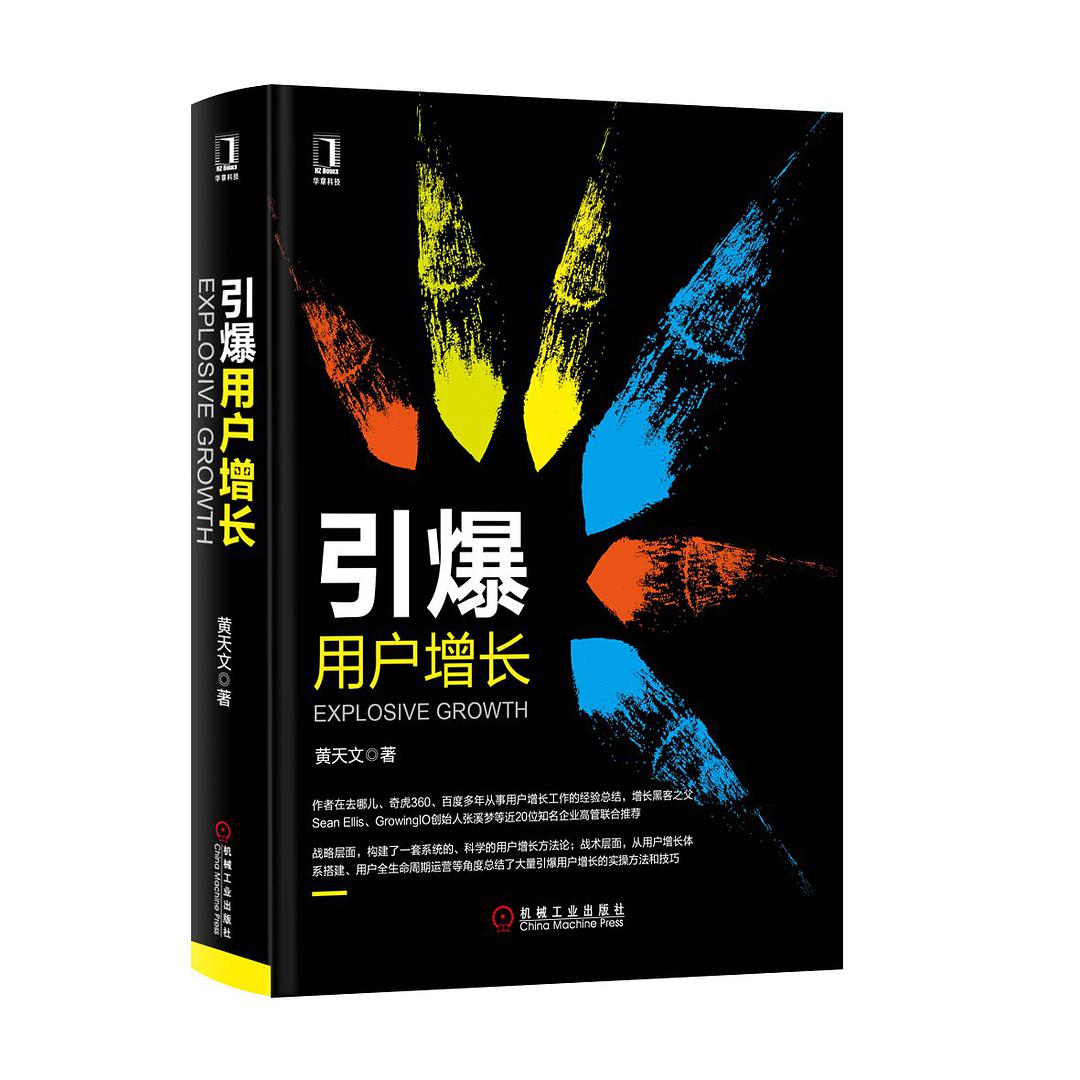 HZ BOOKS
华章科技
引爆用户增长
EXPLOSIVE GROWTH
黄天文◎著
机械工业出版社
China Machine Press
HZ BOOKS
华章科技
引爆
用户增长
EXPLOSIVE GROWTH
黄天文◎著
作者在去哪儿、奇虎360、百度多年从事用户增长工作的经验总结，增长黑客之父
Sean Ellis、GrowingIO创始人张溪梦等近20位知名企业高管联合推荐
战略层面，构建了一套系统的、科学的用户增长方法论；战术层面，从用户增长体
系搭建、用户全生命周期运营等角度总结了大量引爆用户增长的实操方法和技巧
机械工业出版社
China Machine Press